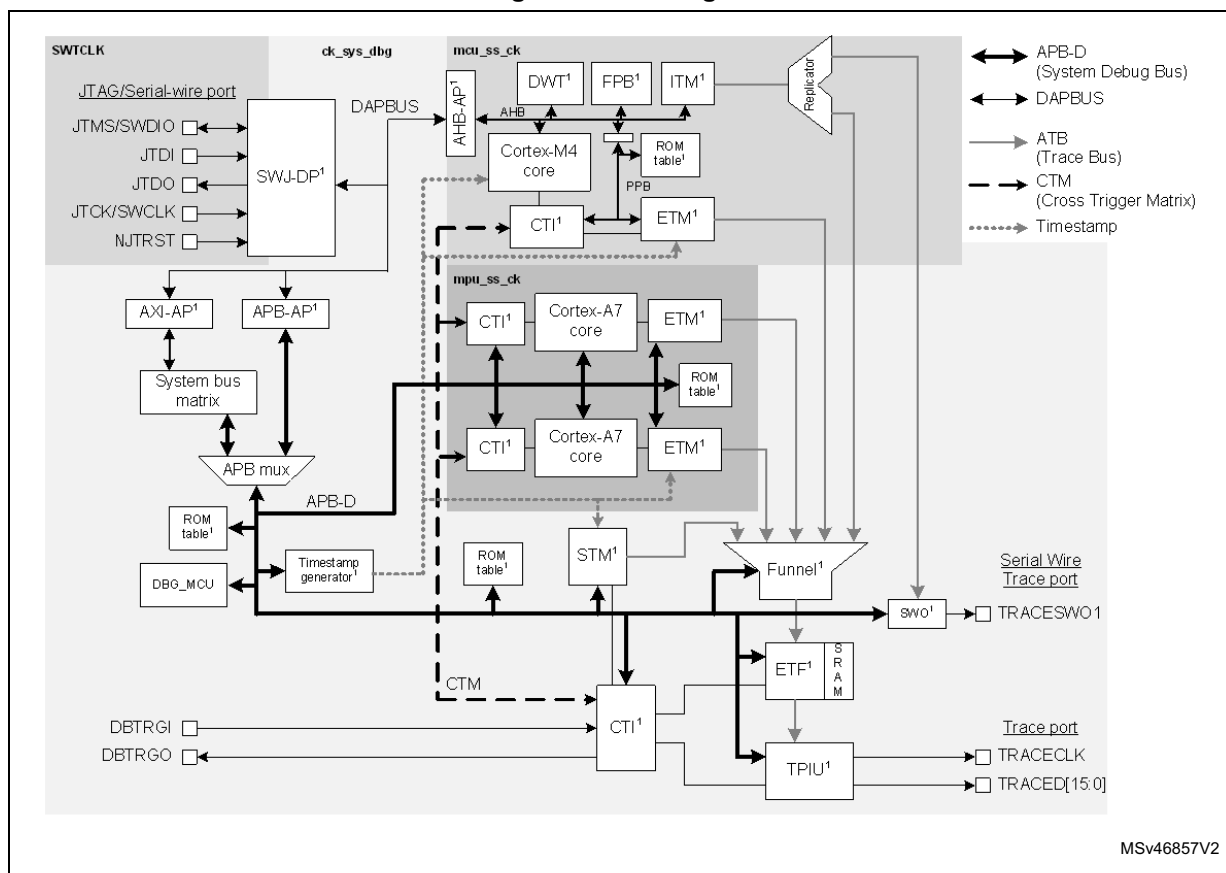 SWTCLK
ck_sys_dbg
mcu_ss_ck
JTAG/Serial-wire port
JTMS/SWDIO
JTDI
JTDO
JTCK/SWCLK
NJTRST
SWJ-DP¹
DAPBUS
AHB-AP¹
AHB
DWT¹
FPB¹
ITM¹
Replicator
Cortex-M4
core
ROM
table¹
PPB
CTI¹
ETM¹
APB-D
(System Debug Bus)
DAPBUS
ATB
(Trace Bus)
CTM
(Cross Trigger Matrix)
Timestamp
mpu_ss_ck
AXI-AP¹
APB-AP¹
CTI¹
Cortex-A7
core
ETM¹
System bus
matrix
ROM
table¹
CTI¹
Cortex-A7
core
ETM¹
APB mux
APB-D
ROM
table¹
DBG_MCU
Timestamp
generator¹
ROM
table¹
STM¹
Funnel¹
Serial Wire
Trace port
SWO¹
TRACESWO1
ETF¹
SRAM
CTM
CTI¹
DBTRGI
DBTRGO
TPIU¹
Trace port
TRACECLK
TRACED[15:0]
MSv46857V2